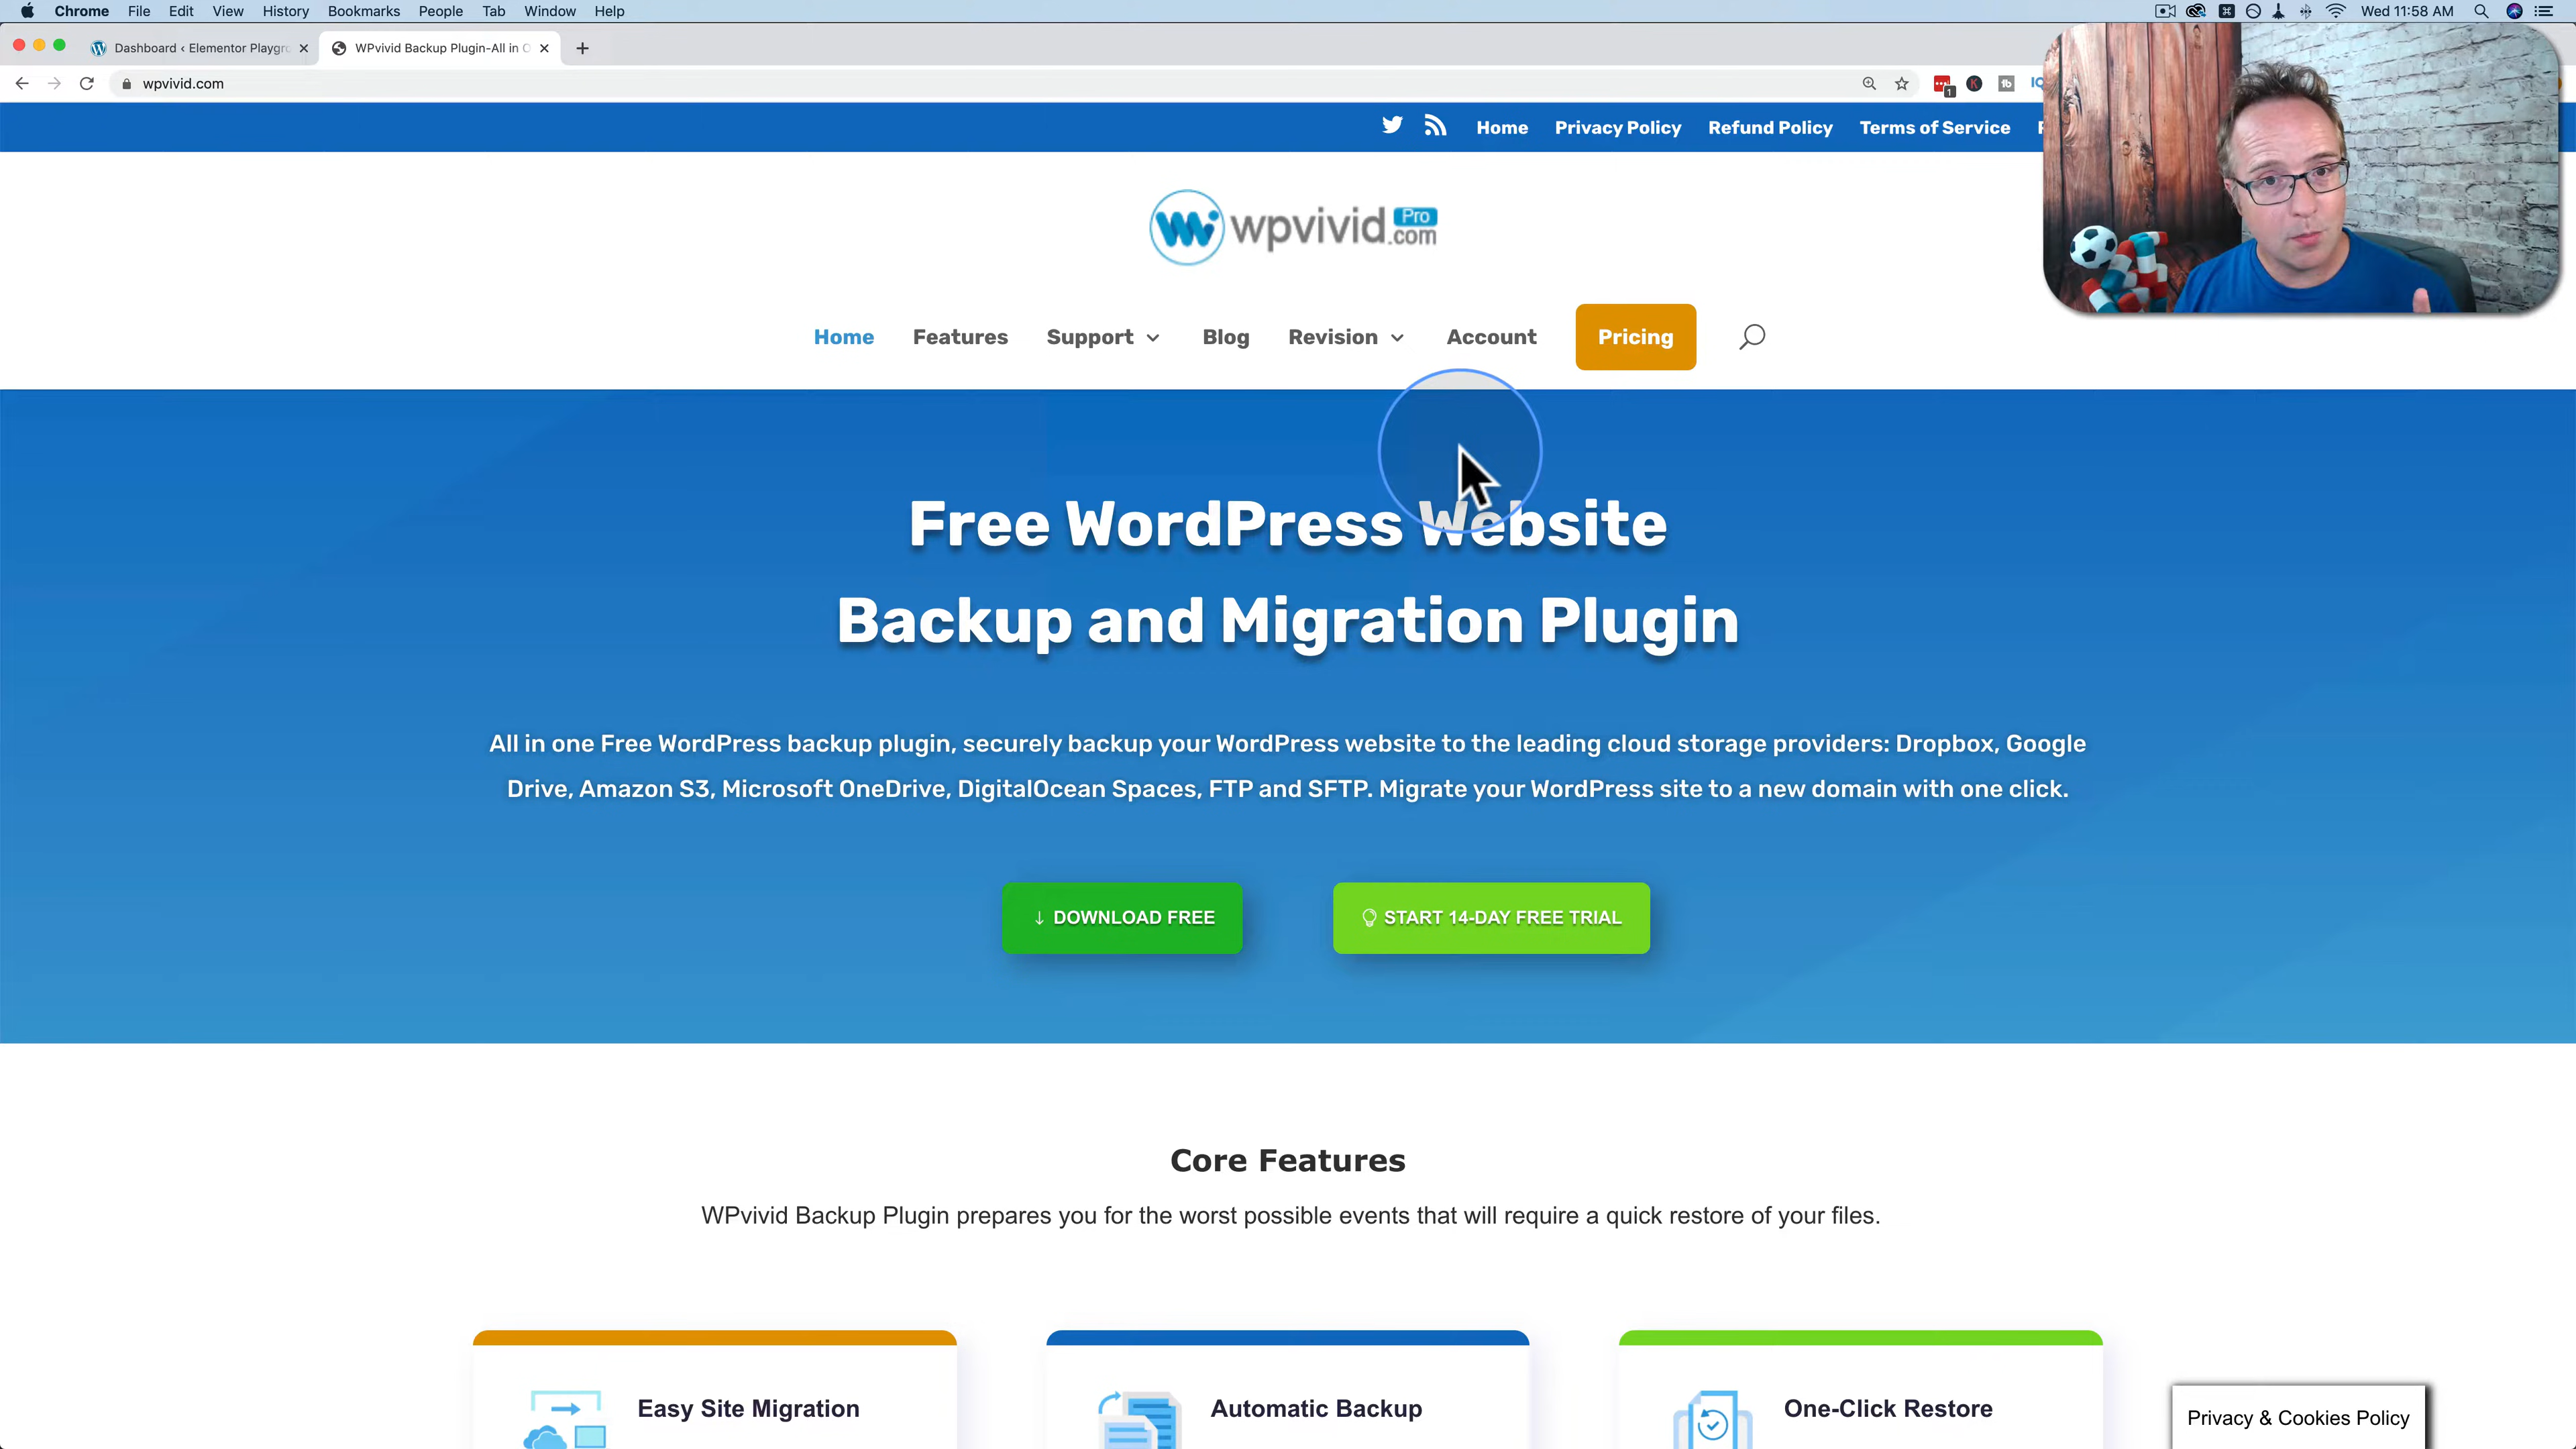 Chrome File Edit View History Bookmarks People Tab Window Help Wed 11:58 AM
Dashboard ‹ Elementor Playgro WPvivid Backup Plugin-All in O
wpvivid.com
1
Home Privacy Policy Refund Policy Terms of Service
wpvivid.com Pro
Home Features Support Blog Revision Account Pricing
Free WordPress Website
Backup and Migration Plugin
All in one Free WordPress backup plugin, securely backup your WordPress website to the leading cloud storage providers: Dropbox, Google
Drive, Amazon S3, Microsoft OneDrive, DigitalOcean Spaces, FTP and SFTP. Migrate your WordPress site to a new domain with one click.
DOWNLOAD FREE START 14-DAY FREE TRIAL
Core Features
WPvivid Backup Plugin prepares you for the worst possible events that will require a quick restore of your files.
Easy Site Migration Automatic Backup One-Click Restore
Privacy & Cookies Policy